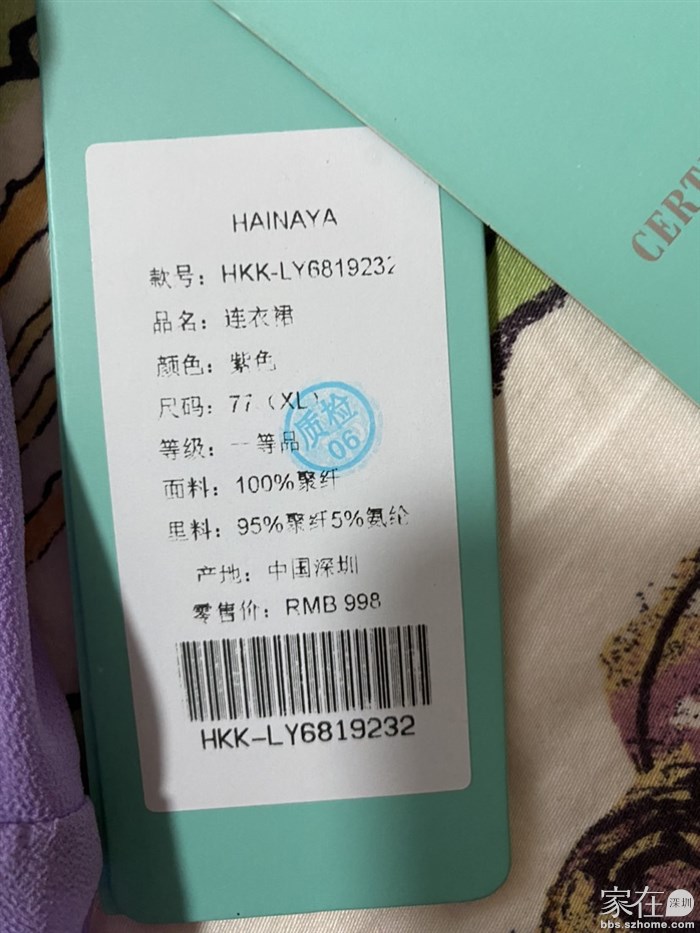 CERT
HAINAYA
款号：HKK-LY6819232
品名：连衣裙
颜色：紫色
尺码：77（XL）
等级：一等品
质检
06
面料：100%聚纤
里料：95%聚纤5%氨纶
产地：中国深圳
零售价：RMB 998
HKK-LY6819232
家在深圳
bbs.szhome.com